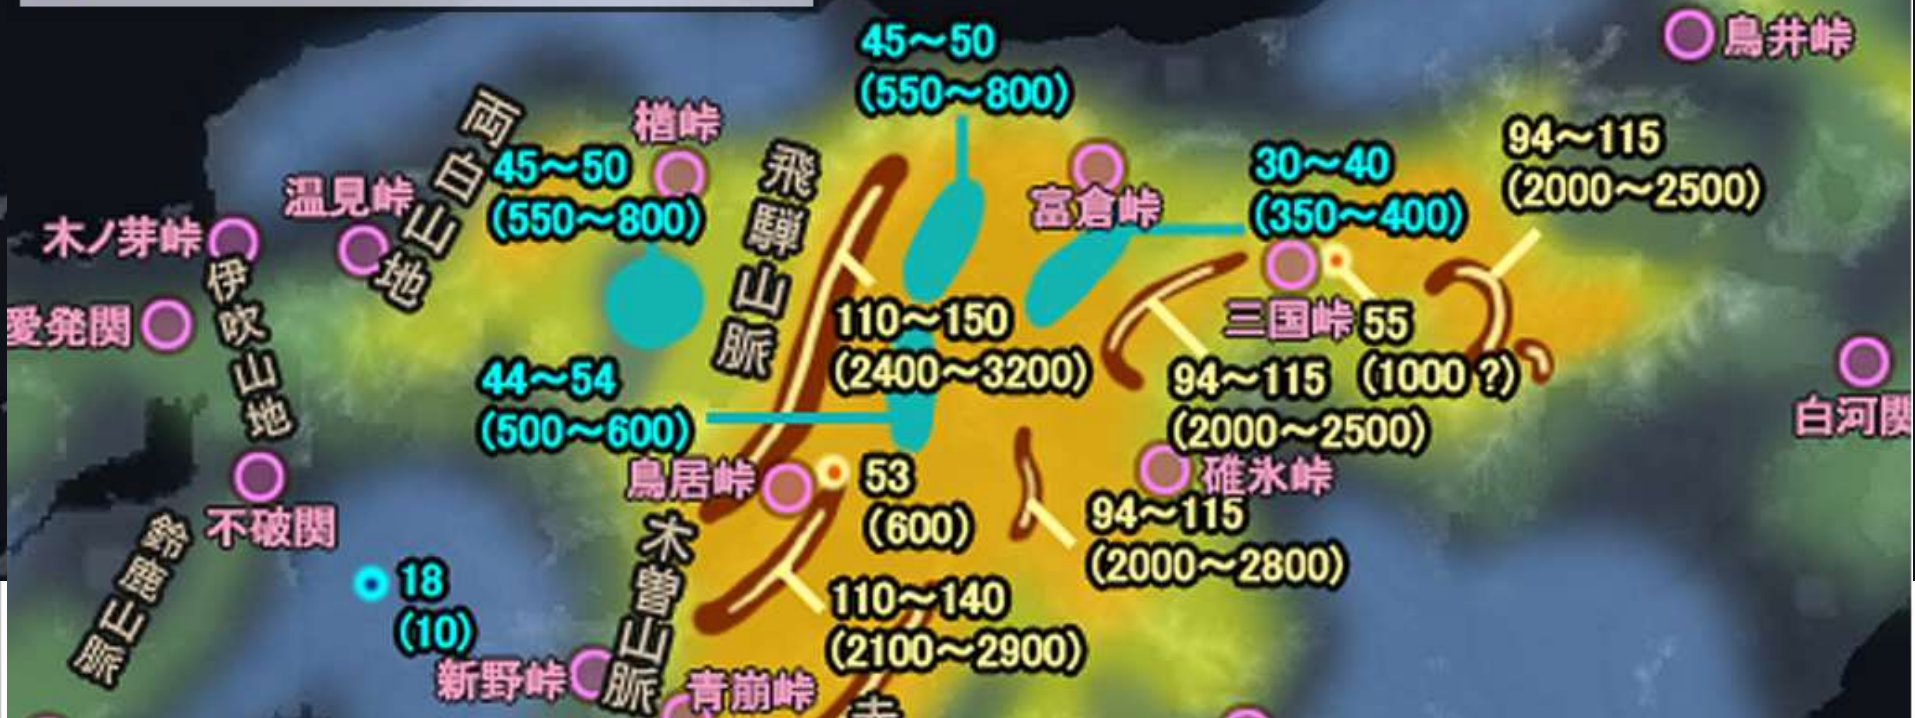 鳥井峠
45～50
(550～800)
楢峠
94～115
(2000～2500)
両白山地
45～50
(550～800)
飛騨山脈
30～40
(350～400)
温見峠
富倉峠
木ノ芽峠
伊吹山地
愛発関
110～150
(2400～3200)
三国峠
55
(1000？)
白河関
44～54
(500～600)
94～115
(2000～2500)
鳥居峠
53
(600)
碓氷峠
94～115
(2000～2800)
不破関
鈴鹿山脈
18
(10)
木曽山脈
110～140
(2100～2900)
新野峠
青崩峠